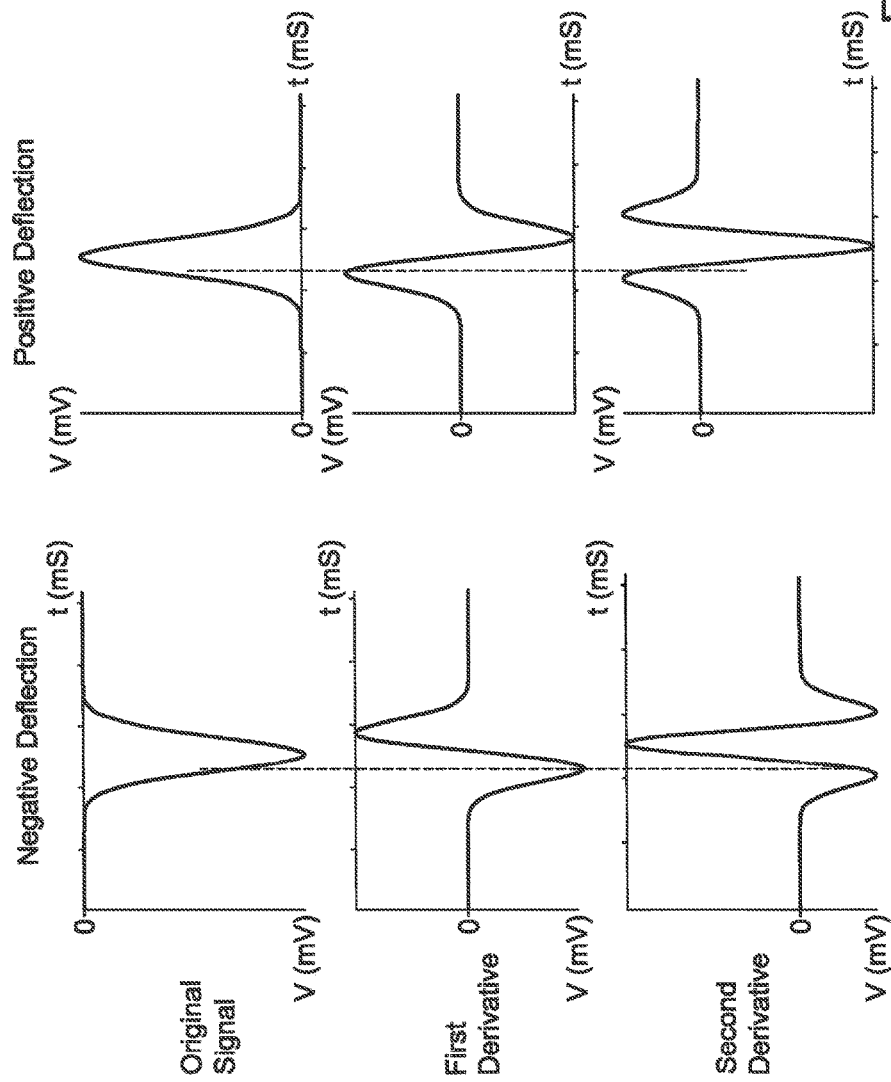 Negative Deflection
Positive Deflection
Original
Signal
0
V (mV)
t (mS)
V (mV)
0
t (mS)
First
Derivative
0
V (mV)
t (mS)
V (mV)
0
t (mS)
Second
Derivative
0
V (mV)
t (mS)
V (mV)
0
t (mS)